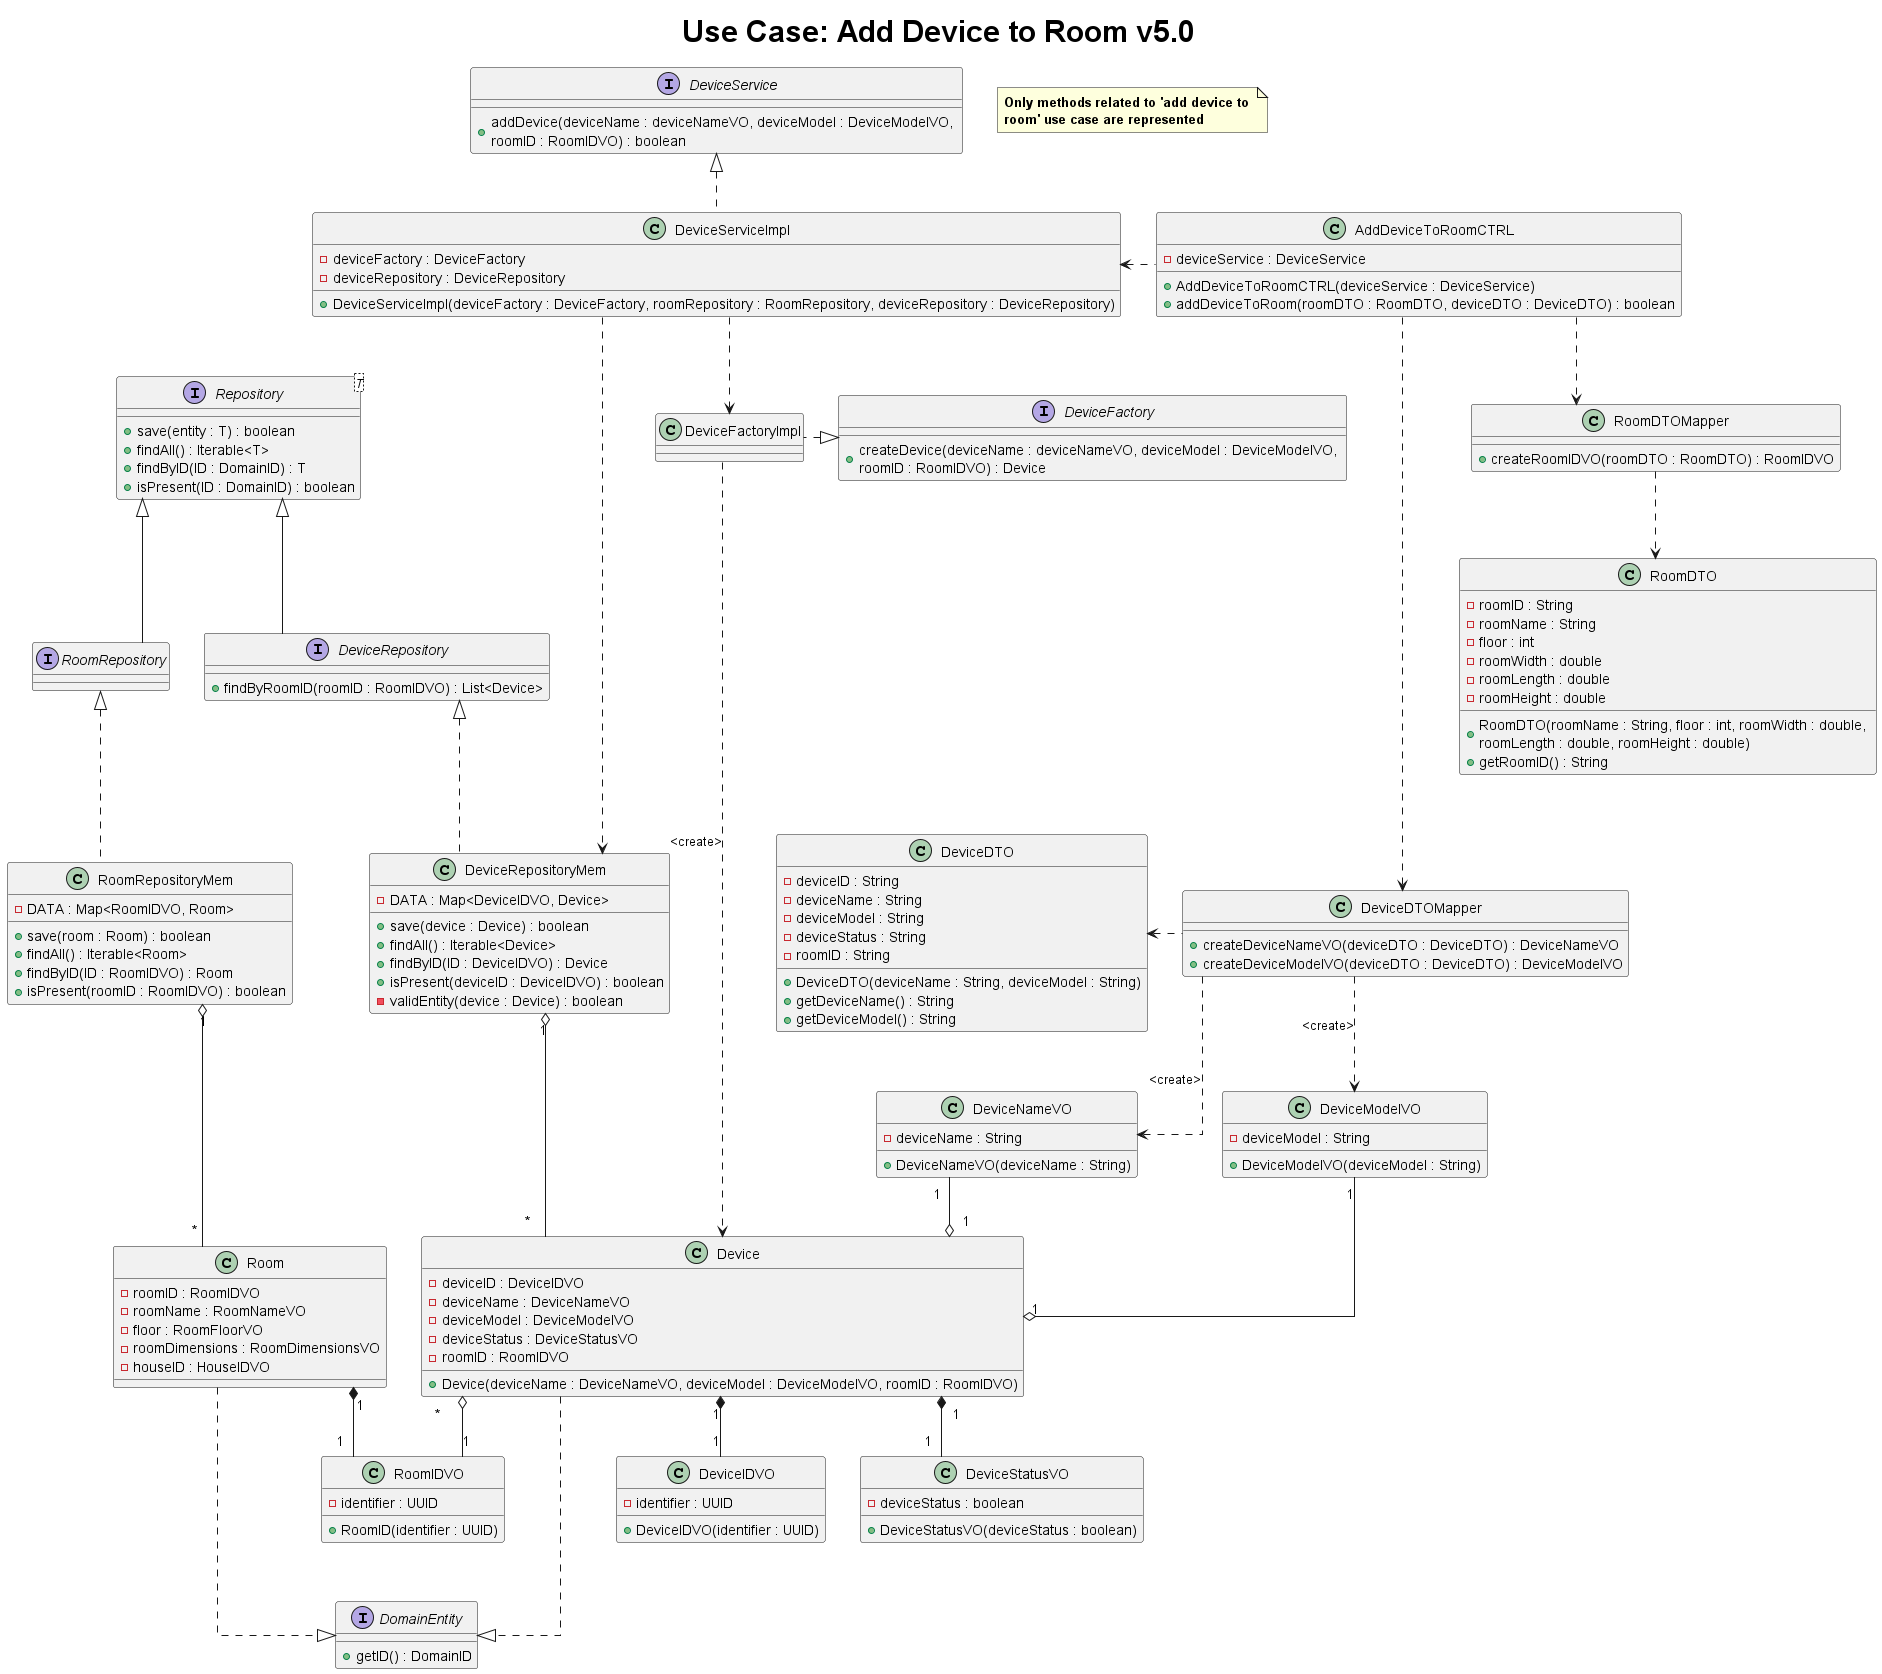 Use Case: Add Device to Room v5.0
I DeviceService
addDevice(deviceName : deviceNameVO, deviceModel : DeviceModelVO,
roomID : RoomIDVO) : boolean
Only methods related to 'add device to
room' use case are represented
C DeviceServiceImpl
deviceFactory : DeviceFactory
deviceRepository : DeviceRepository
DeviceServiceImpl(deviceFactory : DeviceFactory, roomRepository : RoomRepository, deviceRepository : DeviceRepository)
C AddDeviceToRoomCTRL
deviceService : DeviceService
AddDeviceToRoomCTRL(deviceService : DeviceService)
addDeviceToRoom(roomDTO : RoomDTO, deviceDTO : DeviceDTO) : boolean
I Repository
T
save(entity : T) : boolean
findAll() : Iterable<T>
findByID(ID : DomainID) : T
isPresent(ID : DomainID) : boolean
C DeviceFactoryImpl
I DeviceFactory
createDevice(deviceName : deviceNameVO, deviceModel : DeviceModelVO,
roomID : RoomIDVO) : Device
C RoomDTOMapper
createRoomIDVO(roomDTO : RoomDTO) : RoomIDVO
C RoomDTO
roomID : String
roomName : String
floor : int
roomWidth : double
roomLength : double
roomHeight : double
RoomDTO(roomName : String, floor : int, roomWidth : double,
roomLength : double, roomHeight : double)
getRoomID() : String
I RoomRepository
I DeviceRepository
findByRoomID(roomID : RoomIDVO) : List<Device>
<create>
C RoomRepositoryMem
DATA : Map<RoomIDVO, Room>
save(room : Room) : boolean
findAll() : Iterable<Room>
findByID(ID : RoomIDVO) : Room
isPresent(roomID : RoomIDVO) : boolean
C DeviceRepositoryMem
DATA : Map<DeviceIDVO, Device>
save(device : Device) : boolean
findAll() : Iterable<Device>
findByID(ID : DeviceIDVO) : Device
isPresent(deviceID : DeviceIDVO) : boolean
validEntity(device : Device) : boolean
C DeviceDTO
deviceID : String
deviceName : String
deviceModel : String
deviceStatus : String
roomID : String
DeviceDTO(deviceName : String, deviceModel : String)
getDeviceName() : String
getDeviceModel() : String
C DeviceDTOMapper
createDeviceNameVO(deviceDTO : DeviceDTO) : DeviceNameVO
createDeviceModelVO(deviceDTO : DeviceDTO) : DeviceModelVO
1
1
<create>
<create>
C DeviceNameVO
deviceName : String
DeviceNameVO(deviceName : String)
C DeviceModelVO
deviceModel : String
DeviceModelVO(deviceModel : String)
1
1
*
*
1
1
C Room
roomID : RoomIDVO
roomName : RoomNameVO
floor : RoomFloorVO
roomDimensions : RoomDimensionsVO
houseID : HouseIDVO
C Device
deviceID : DeviceIDVO
deviceName : DeviceNameVO
deviceModel : DeviceModelVO
deviceStatus : DeviceStatusVO
roomID : RoomIDVO
Device(deviceName : DeviceNameVO, deviceModel : DeviceModelVO, roomID : RoomIDVO)
1
*
1
1
1
1
1
1
C RoomIDVO
identifier : UUID
RoomID(identifier : UUID)
C DeviceIDVO
identifier : UUID
DeviceIDVO(identifier : UUID)
C DeviceStatusVO
deviceStatus : boolean
DeviceStatusVO(deviceStatus : boolean)
I DomainEntity
getID() : DomainID